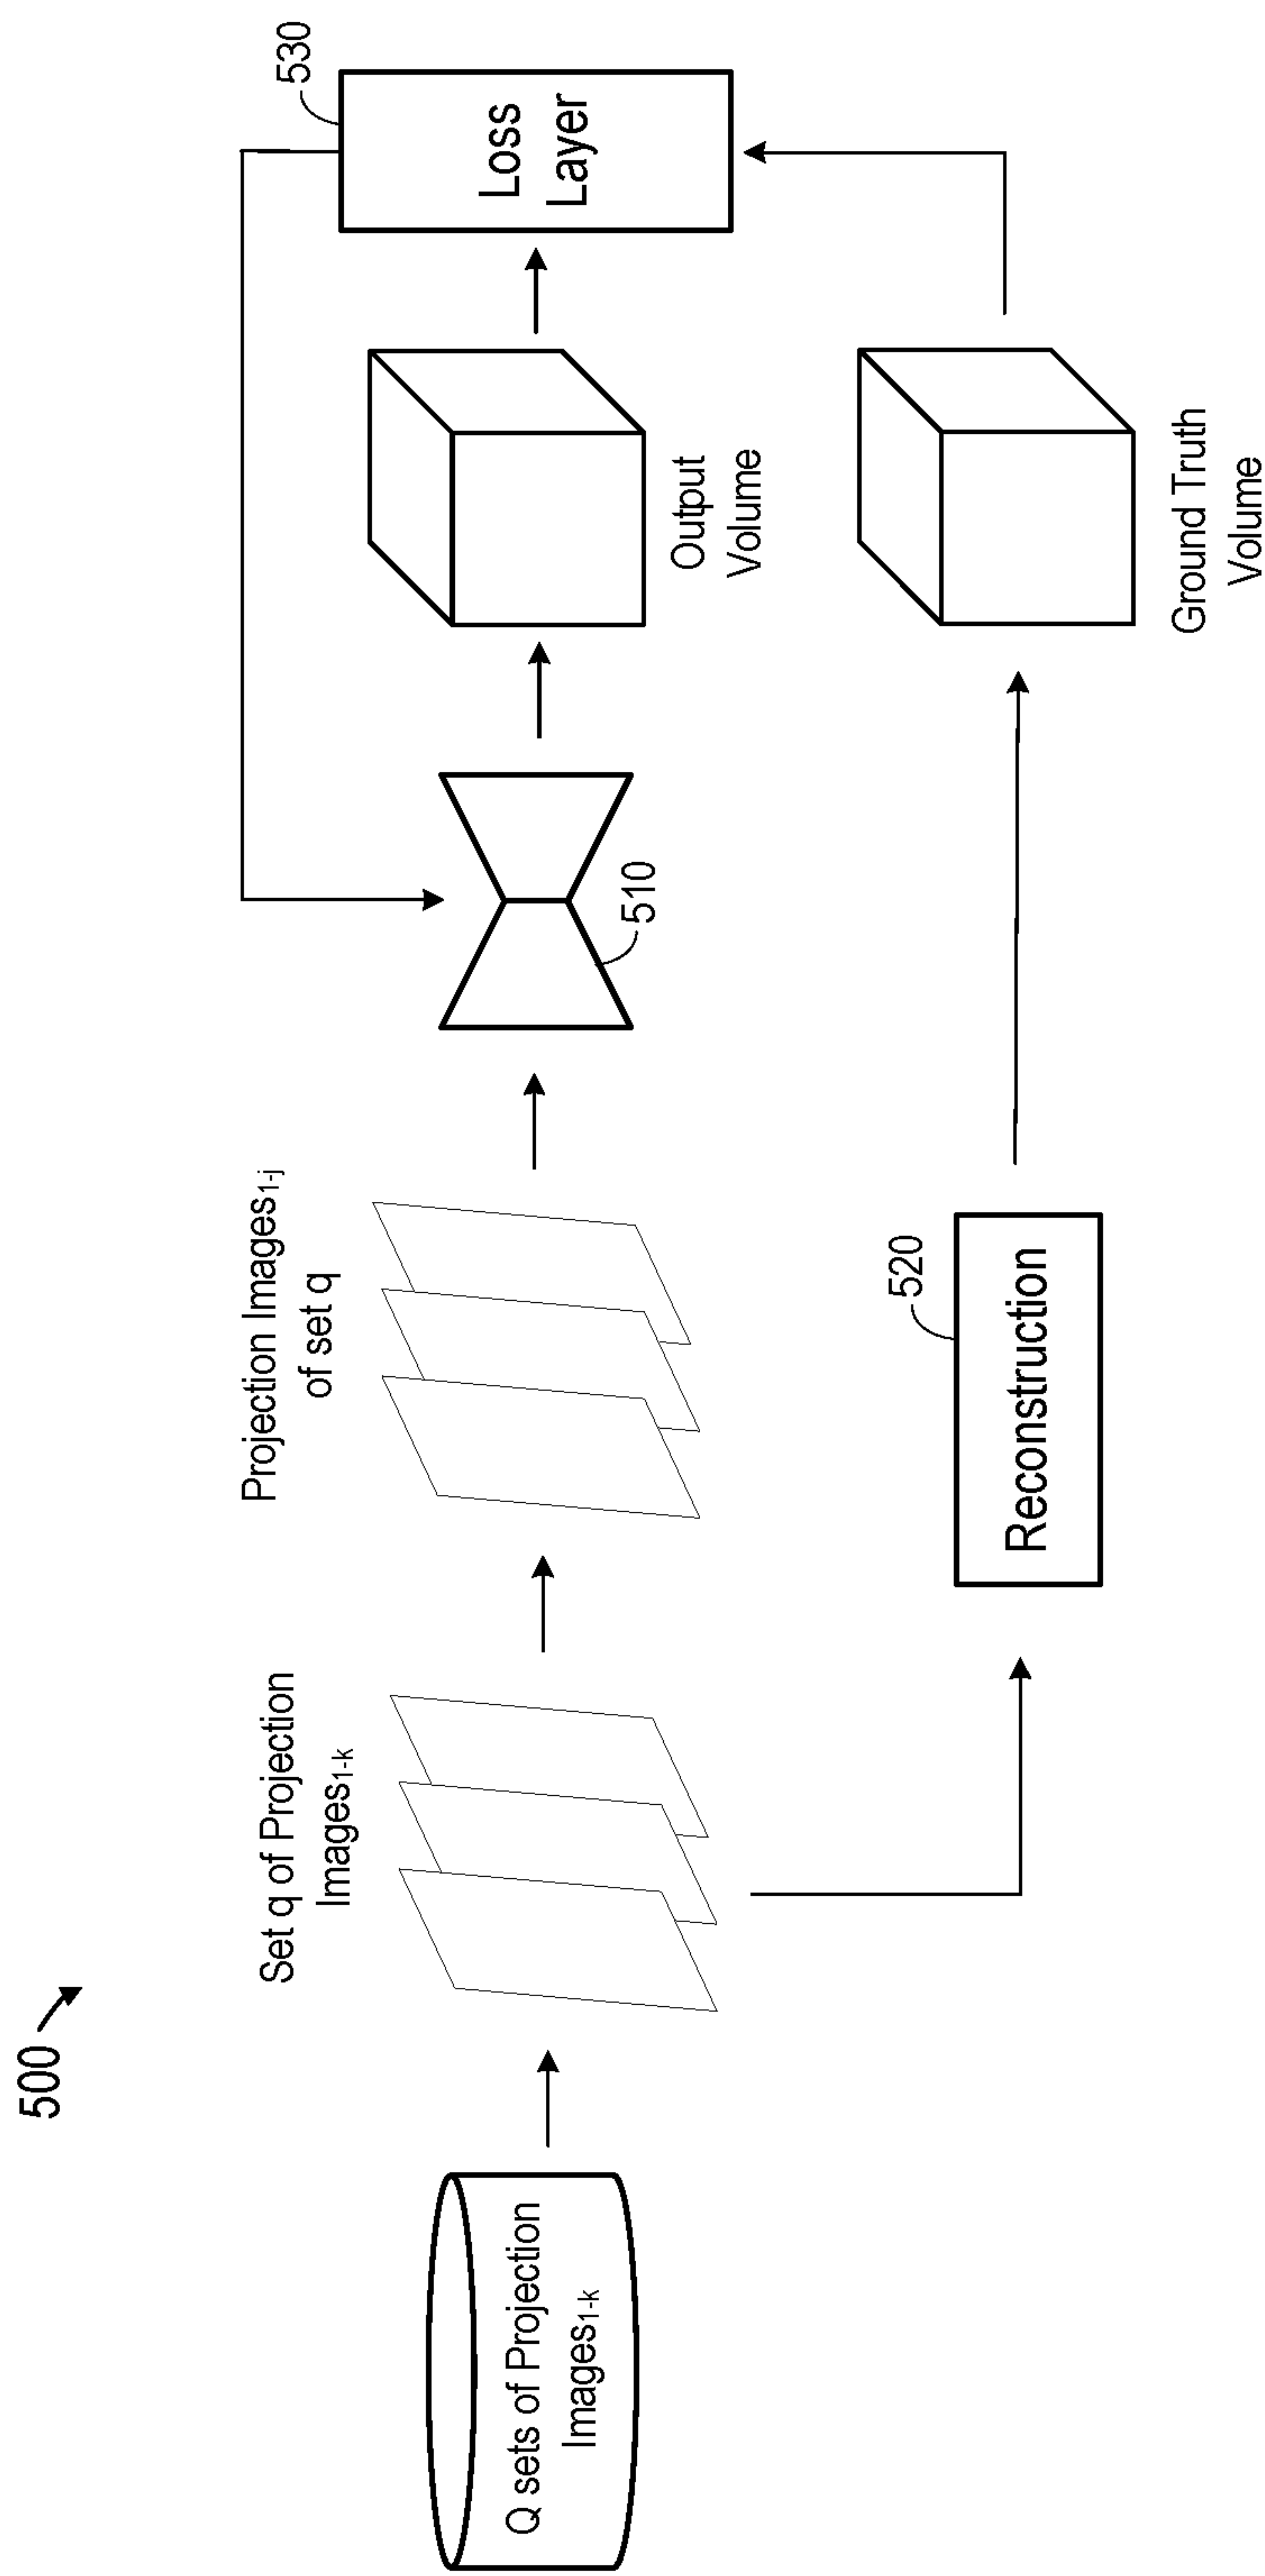 500
Q sets of Projection
Images1-k
Set q of Projection
Images1-k
Projection Images1-j
of set q
510
Output
Volume
530
Loss
Layer
520
Reconstruction
Ground Truth
Volume